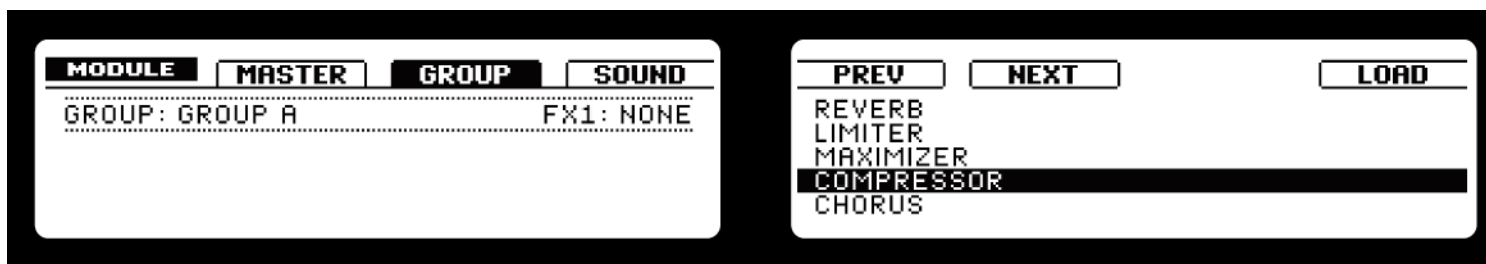 MODULE MASTER GROUP SOUND
GROUP: GROUP A FX1: NONE
PREV NEXT LOAD
REVERB
LIMITER
MAXIMIZER
COMPRESSOR
CHORUS